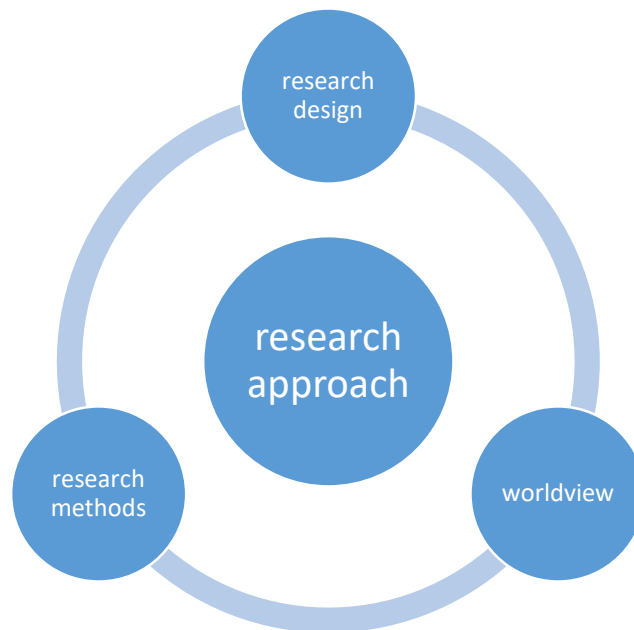 research
design
research
approach
research
methods
worldview